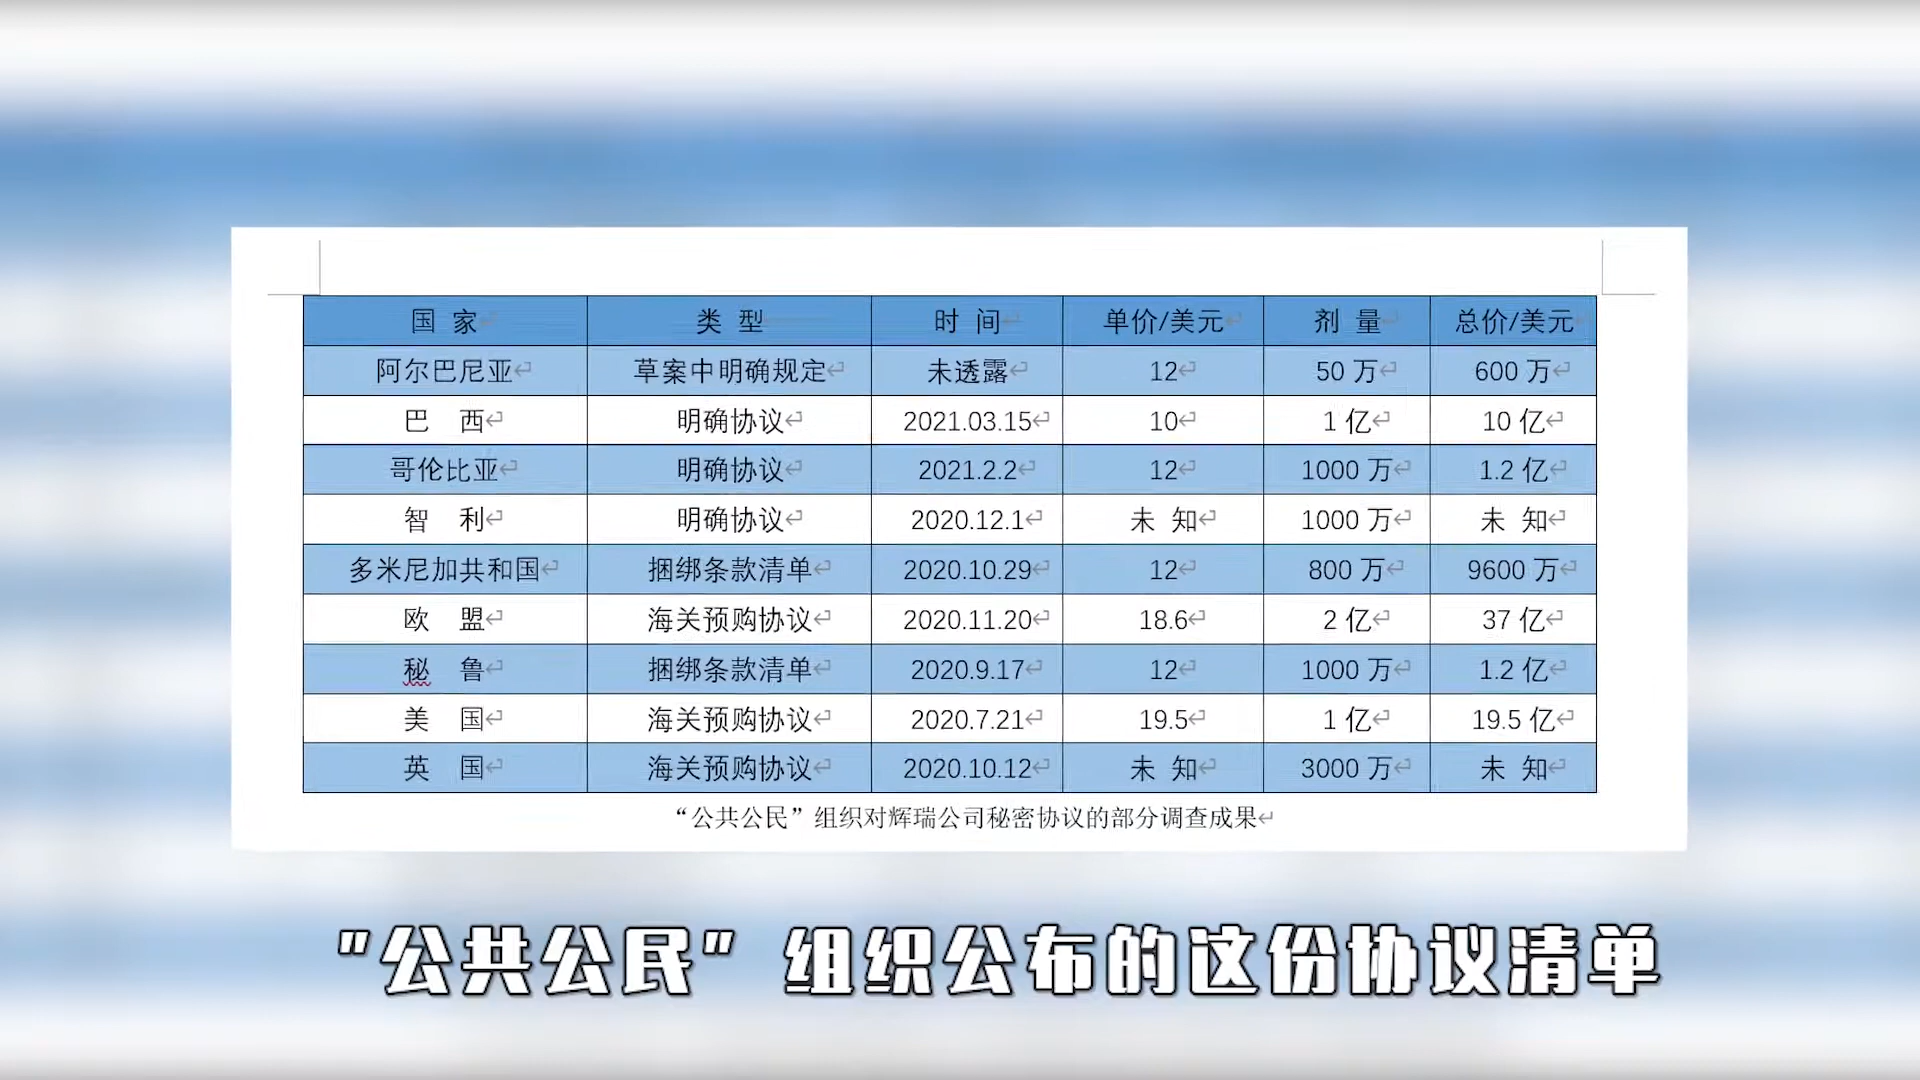 国 家 类 型 时 间 单价/美元 剂 量 总价/美元
阿尔巴尼亚 草案中明确规定 未透露 12 50 万 600 万
巴 西 明确协议 2021.03.15 10 1 亿 10 亿
哥伦比亚 明确协议 2021.2.2 12 1000 万 1.2 亿
智 利 明确协议 2020.12.1 未 知 1000 万 未 知
多米尼加共和国 捆绑条款清单 2020.10.29 12 800 万 9600 万
欧 盟 海关预购协议 2020.11.20 18.6 2 亿 37 亿
秘 鲁 捆绑条款清单 2020.9.17 12 1000 万 1.2 亿
美 国 海关预购协议 2020.7.21 19.5 1 亿 19.5 亿
英 国 海关预购协议 2020.10.12 未 知 3000 万 未 知
“公共公民”组织对辉瑞公司秘密协议的部分调查成果
"公共公民" 组织公布的这份协议清单